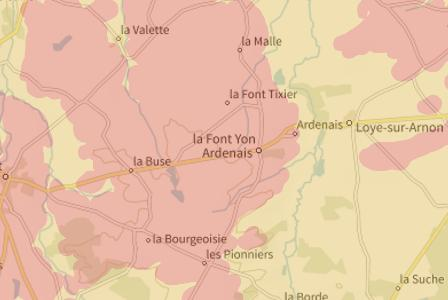 la Valette
la Malle
la Font Tixier
Ardenais
Loye-sur-Arnon
la Font Yon
Ardenais
la Buse
la Bourgeoisie
les Pionniers
la Suche
la Borde